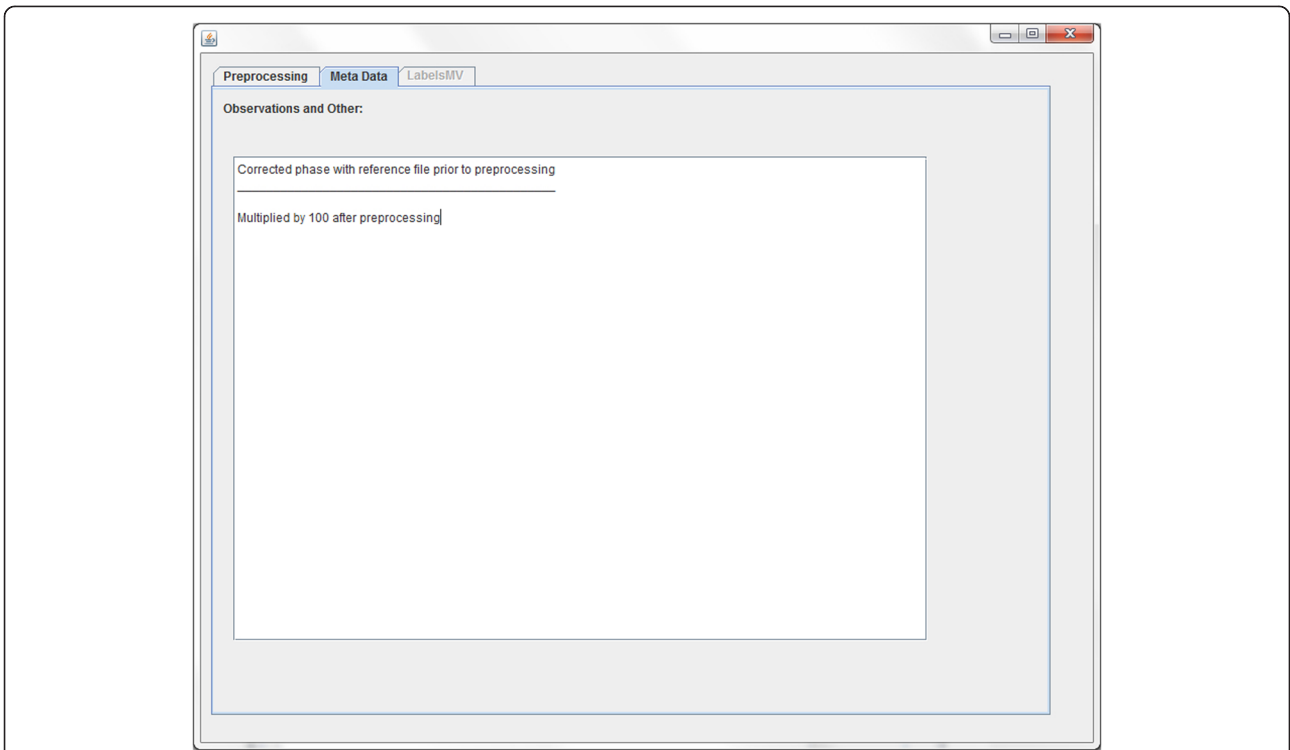 Preprocessing Meta Data LabelsMV
Observations and Other:
Corrected phase with reference file prior to preprocessing
Multiplied by 100 after preprocessing